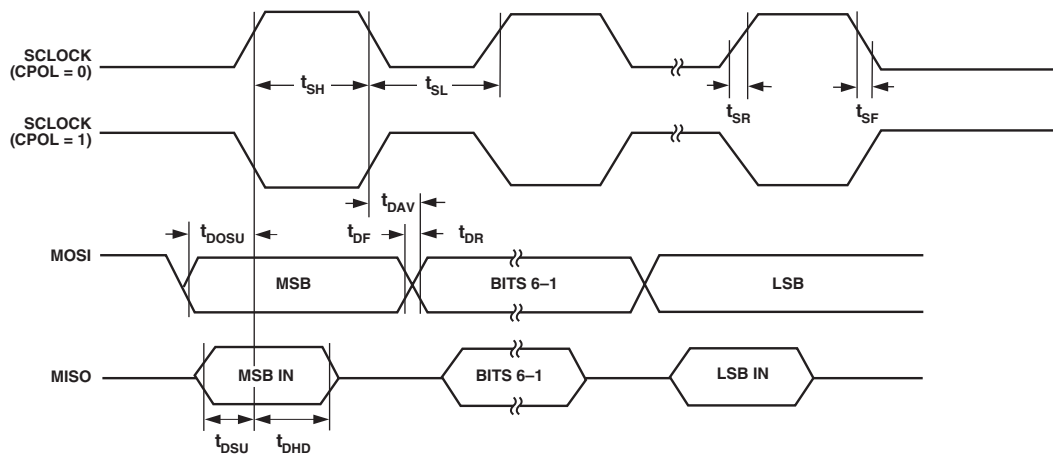 SCLOCK
(CPOL = 0)
tSH
tSL
tSR
tSF
SCLOCK
(CPOL = 1)
tDAV
tDOSU
tDF
tDR
MOSI
MSB
BITS 6–1
LSB
MISO
MSB IN
BITS 6–1
LSB IN
tDSU
tDHD